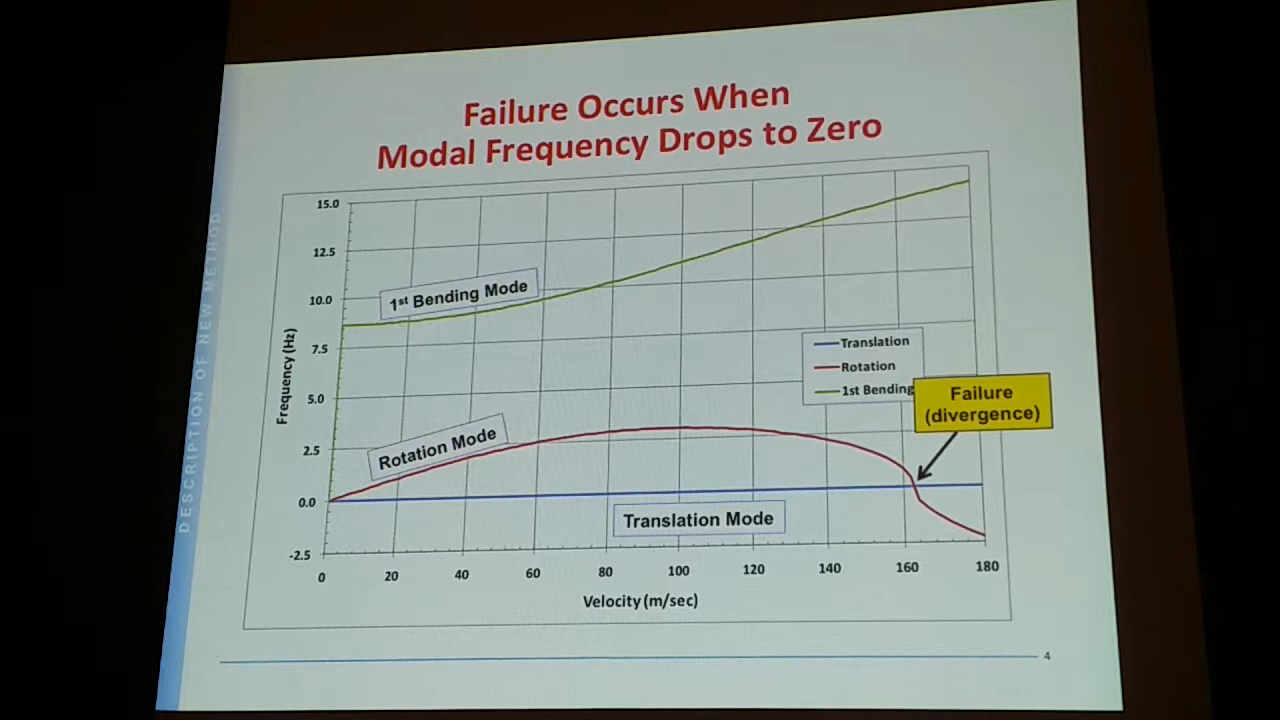 Failure Occurs When
Modal Frequency Drops to Zero
DESCRIPTION OF NEW METHOD
Frequency (Hz)
15.0
12.5
10.0
7.5
5.0
2.5
0.0
-2.5
1st Bending Mode
Rotation Mode
Translation Mode
Translation
Rotation
1st Bending
Failure
(divergence)
0 20 40 60 80 100 120 140 160 180
Velocity (m/sec)
4